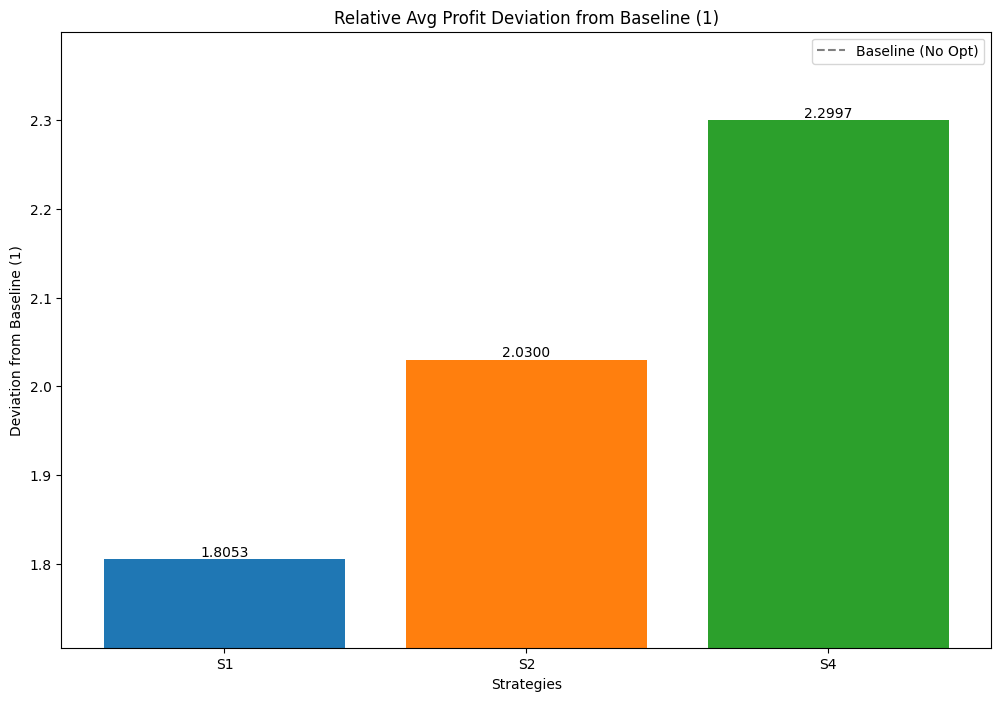 Relative Avg Profit Deviation from Baseline (1)
Baseline (No Opt)
Deviation from Baseline (1)
2.3
2.2
2.1
2.0
1.9
1.8
1.8053
2.0300
2.2997
S1
S2
S4
Strategies